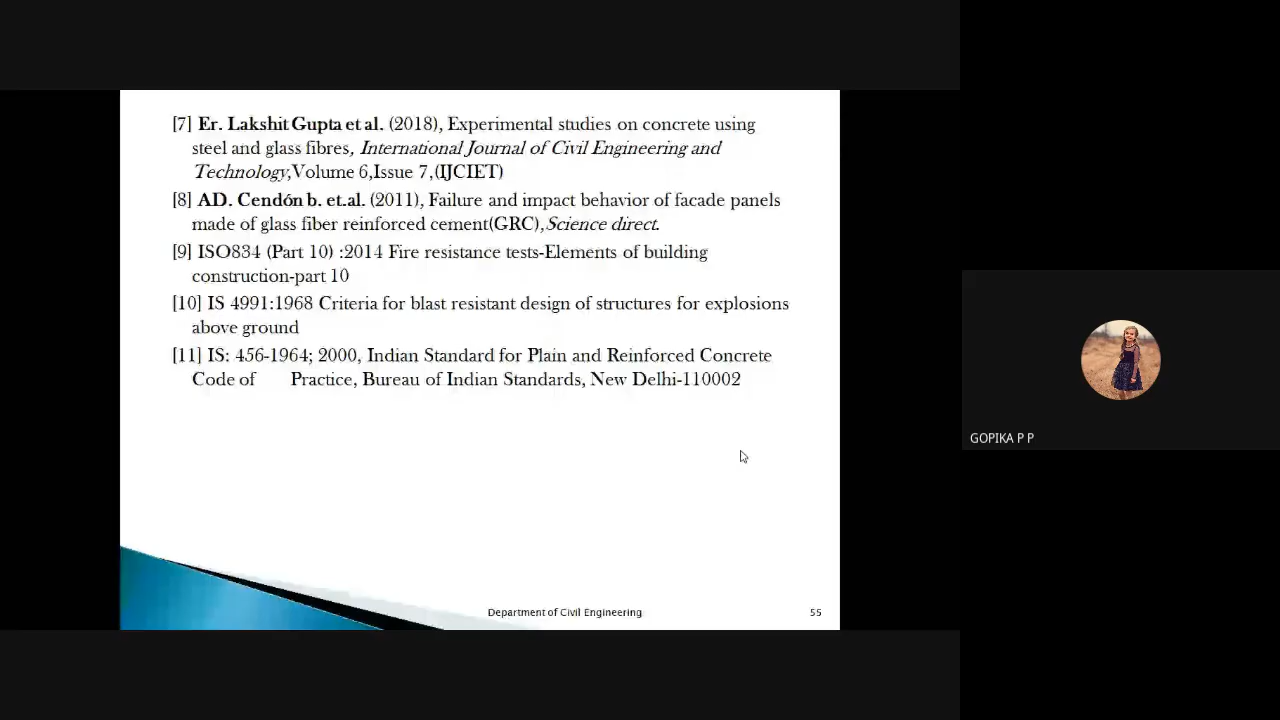 [7] Er. Lakshit Gupta et al. (2018), Experimental studies on concrete using
steel and glass fibres, International Journal of Civil Engineering and
Technology,Volume 6,Issue 7,(IJCIET)
[8] AD. Cendón b. et.al. (2011), Failure and impact behavior of facade panels
made of glass fiber reinforced cement(GRC),Science direct.
[9] ISO834 (Part 10) :2014 Fire resistance tests-Elements of building
construction-part 10
[10] IS 4991:1968 Criteria for blast resistant design of structures for explosions
above ground
[11] IS: 456-1964; 2000, Indian Standard for Plain and Reinforced Concrete
Code of Practice, Bureau of Indian Standards, New Delhi-110002
Department of Civil Engineering
55
GOPIKA P P